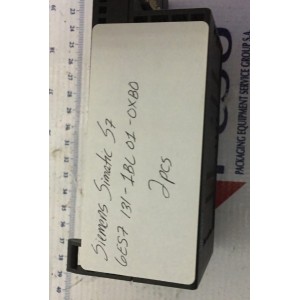 Siemens Simatic S7
6ES7 131-1BL01-0XB0
2pcs
PACKAGING EQUIPMENT SERVICE GROUP S.A